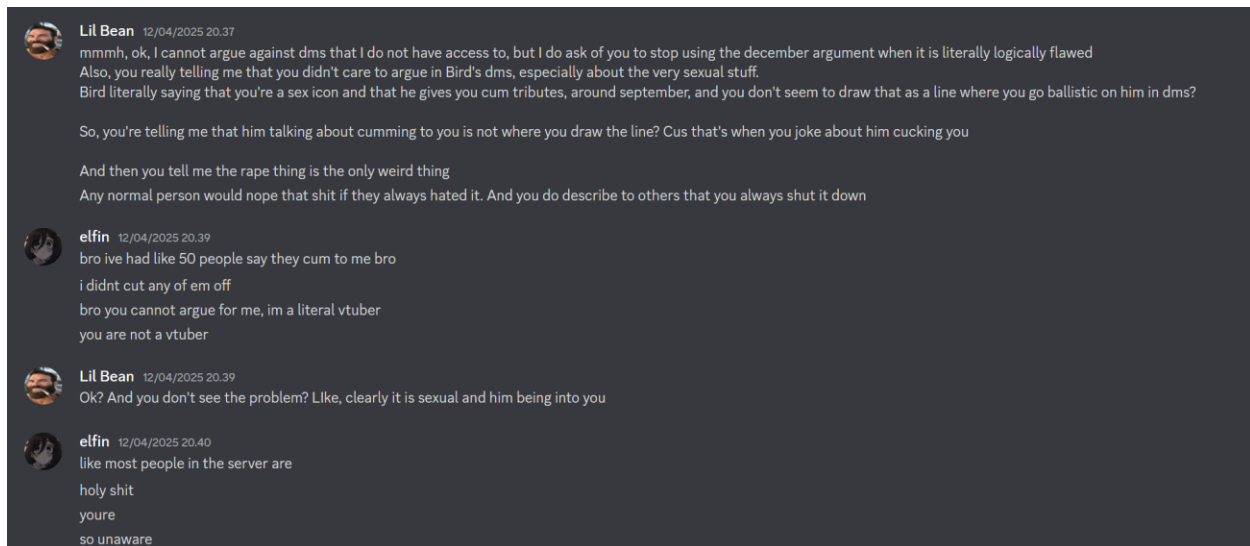 Lil Bean 12/04/2025 20.37
mmmh, ok, I cannot argue against dms that I do not have access to, but I do ask of you to stop using the december argument when it is literally logically flawed
Also, you really telling me that you didn't care to argue in Bird's dms, especially about the very sexual stuff.
Bird literally saying that you're a sex icon and that he gives you cum tributes, around september, and you don't seem to draw that as a line where you go ballistic on him in dms?
So, you're telling me that him talking about cumming to you is not where you draw the line? Cus that's when you joke about him cucking you
And then you tell me the rape thing is the only weird thing
Any normal person would nope that shit if they always hated it. And you do describe to others that you always shut it down
elfin 12/04/2025 20.39
bro ive had like 50 people say they cum to me bro
i didnt cut any of em off
bro you cannot argue for me, im a literal vtuber
you are not a vtuber
Lil Bean 12/04/2025 20.39
Ok? And you don't see the problem? LIke, clearly it is sexual and him being into you
elfin 12/04/2025 20.40
like most people in the server are
holy shit
youre
so unaware